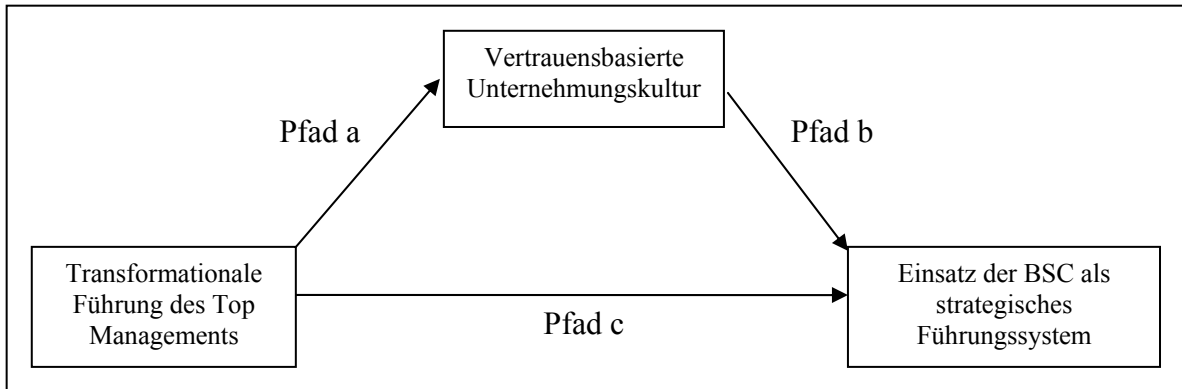 Vertrauensbasierte
Unternehmungskultur
Pfad a
Pfad b
Transformationale
Führung des Top
Managements
Pfad c
Einsatz der BSC als
strategisches
Führungssystem